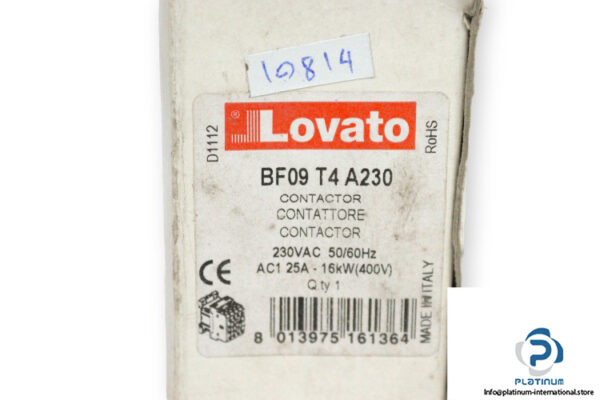 10814
D1112
® Lovato
RoHS
BF09 T4 A230
CONTACTOR
CONTATTORE
CONTACTOR
230VAC 50/60Hz
AC1 25A - 16kW(400V)
Q.ty 1
CE
MADE IN ITALY
8 013975 161364
PLATINUM
Info@platinum-international.store